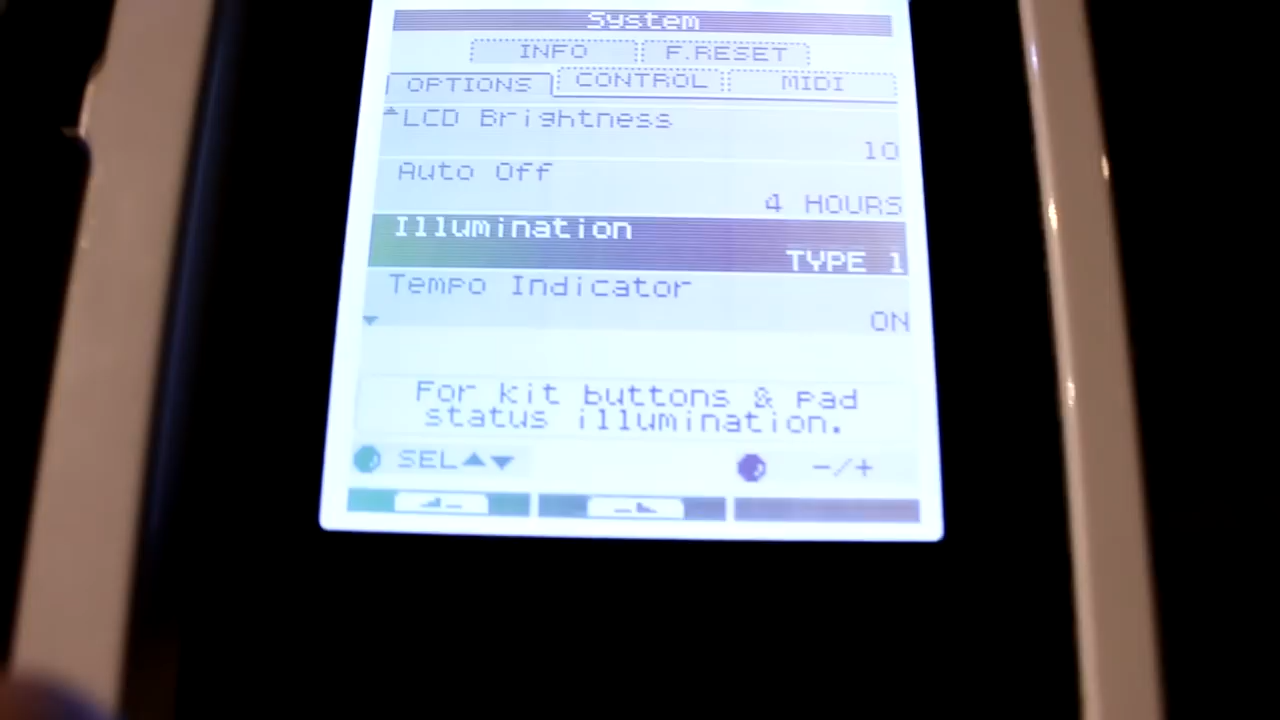 System
INFO F.RESET
OPTIONS CONTROL MIDI
LCD Brightness
10
Auto Off
4 HOURS
Illumination
TYPE 1
Tempo Indicator
ON
For kit buttons & pad
status illumination.
SEL▲▼ -/+